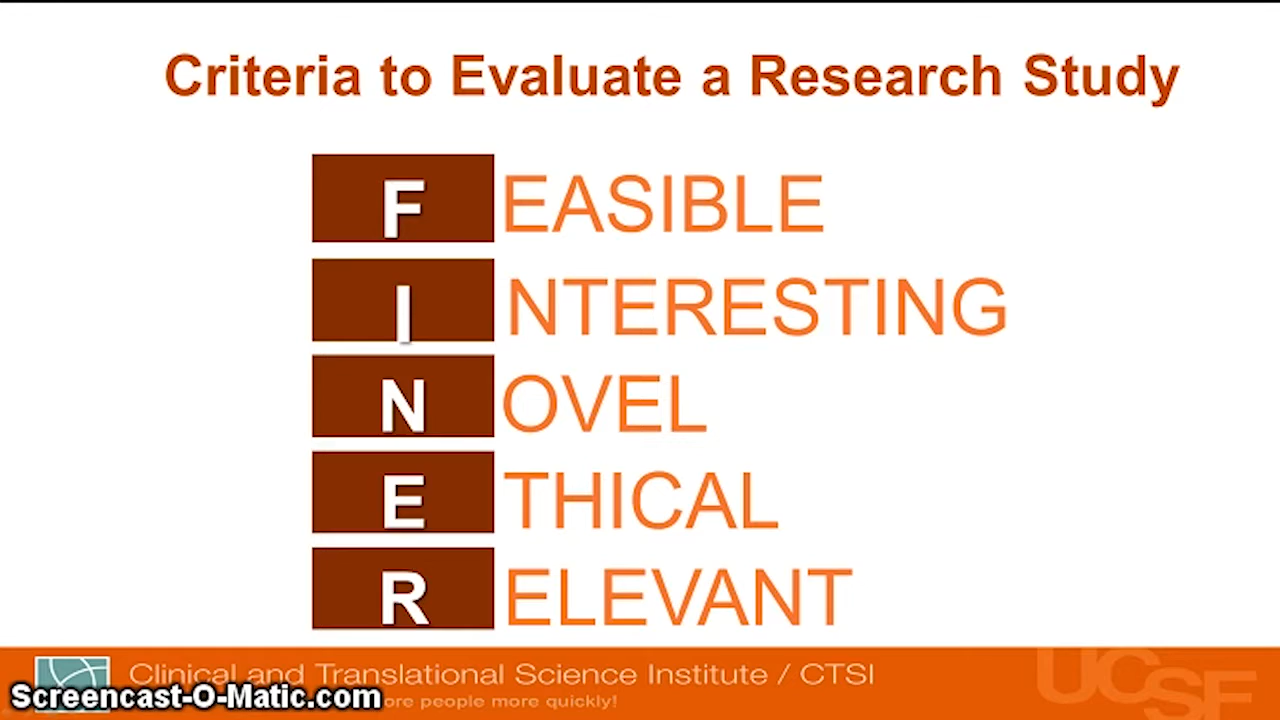 Criteria to Evaluate a Research Study
FEASIBLE
INTERESTING
NOVEL
ETHICAL
RELEVANT
Clinical and Translational Science Institute / CTSI
people more quickly!
UCSF
Screencast-O-Matic.com